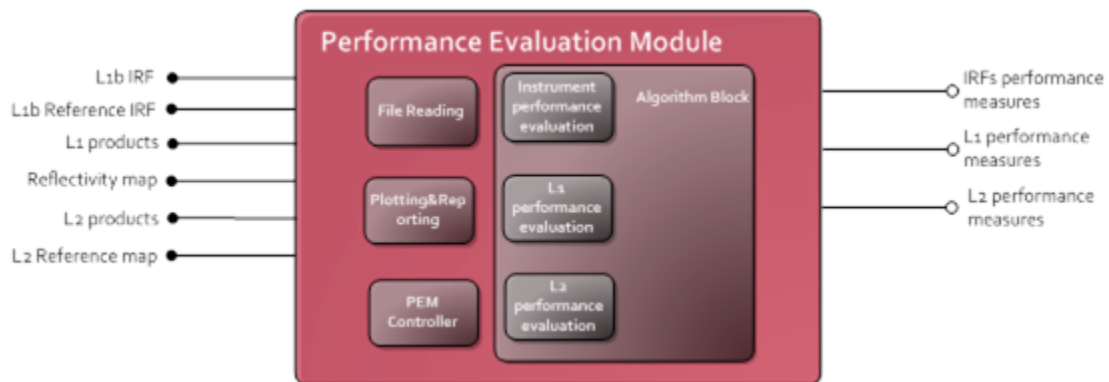 Performance Evaluation Module
L1b IRF
L1b Reference IRF
L1 products
Reflectivity map
L2 products
L2 Reference map
File Reading
Plotting&Rep
orting
PEM
Controller
Algorithm Block
Instrument
performance
evaluation
L1
performance
evaluation
L2
performance
evaluation
IRFs performance
measures
L1 performance
measures
L2 performance
measures